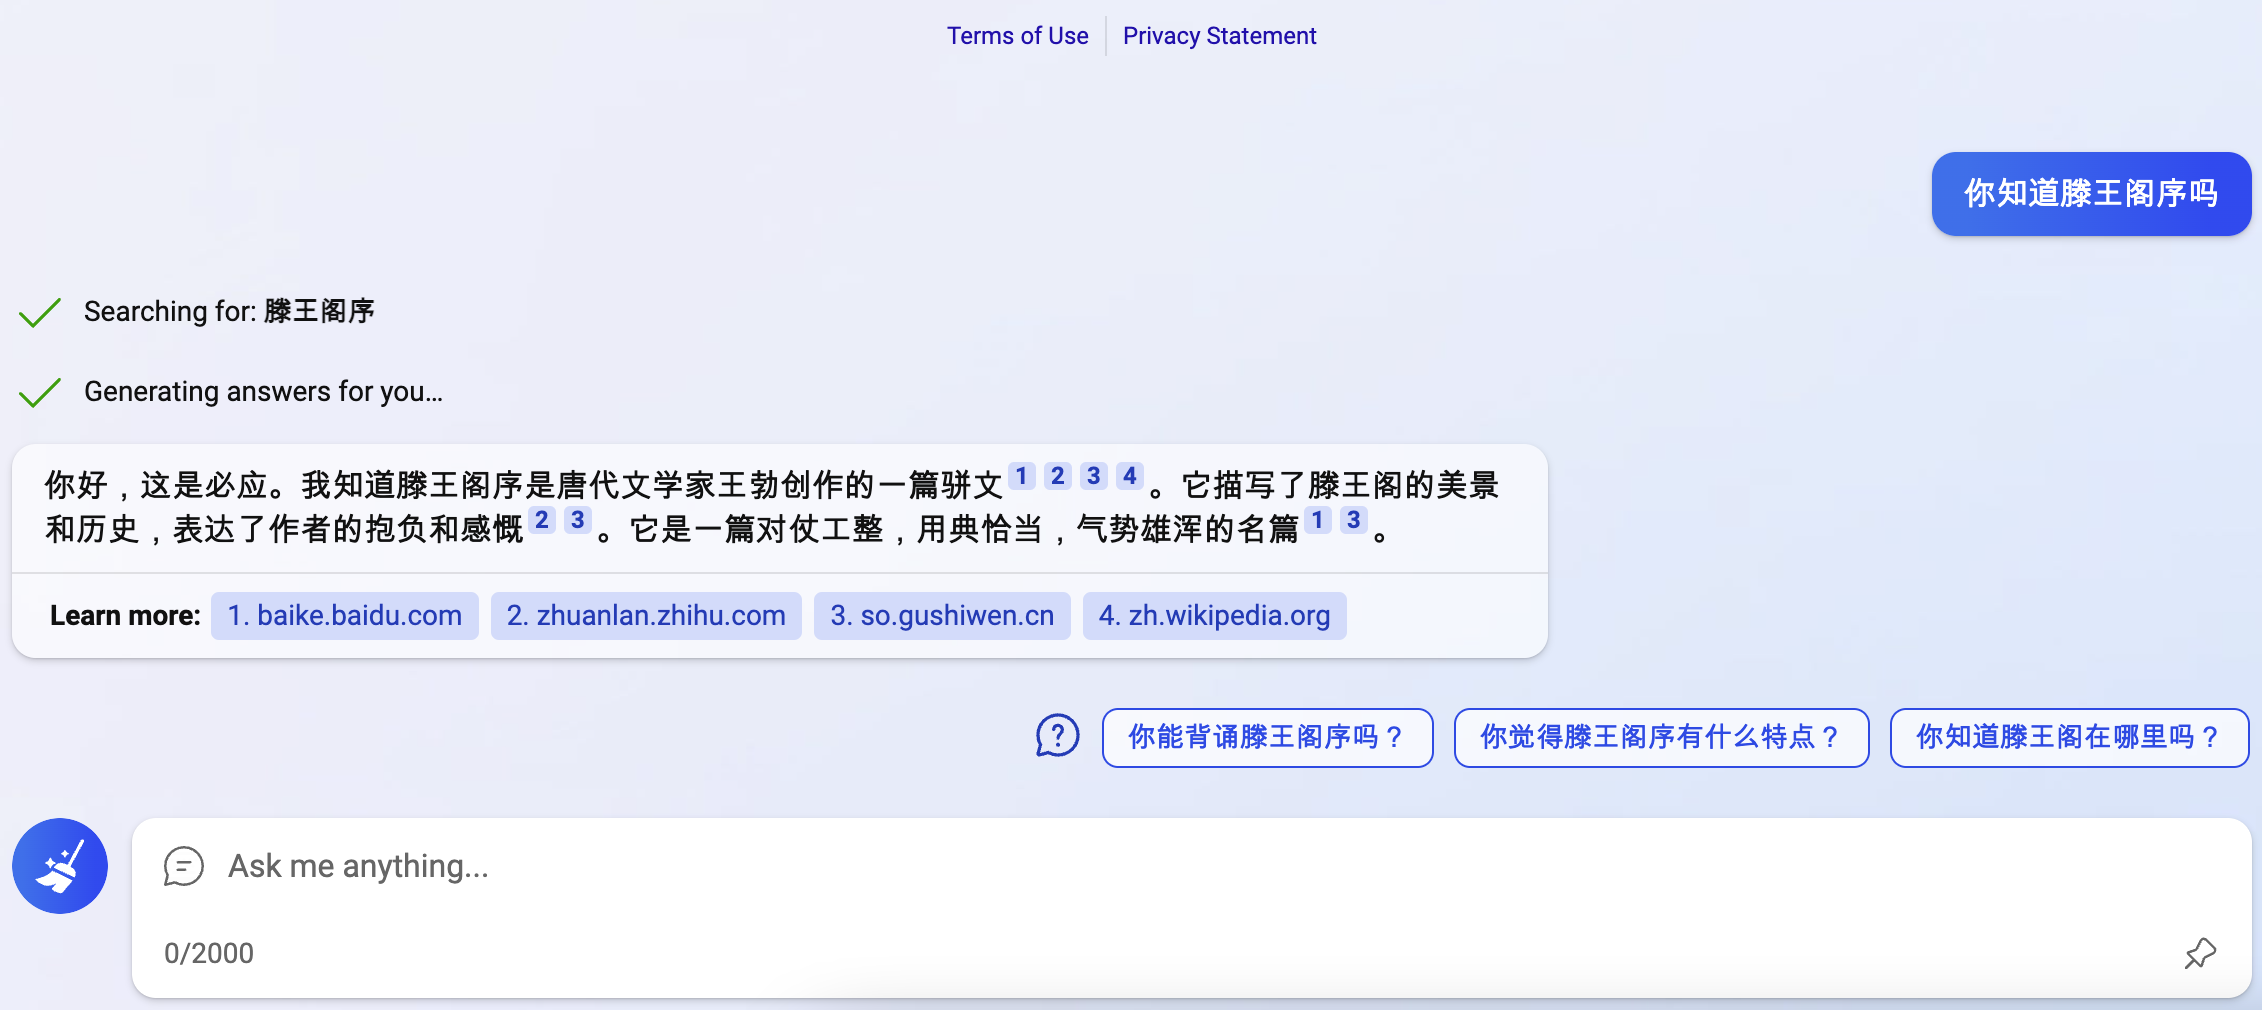 Terms of Use Privacy Statement
你知道滕王阁序吗
Searching for: 滕王阁序
Generating answers for you...
你好，这是必应。我知道滕王阁序是唐代文学家王勃创作的一篇骈文1 2 3 4。它描写了滕王阁的美景
和历史，表达了作者的抱负和感慨2 3。它是一篇对仗工整，用典恰当，气势雄浑的名篇1 3。
Learn more: 1. baike.baidu.com 2. zhuanlan.zhihu.com 3. so.gushiwen.cn 4. zh.wikipedia.org
你能背诵滕王阁序吗？ 你觉得滕王阁序有什么特点？ 你知道滕王阁在哪里吗？
Ask me anything...
0/2000